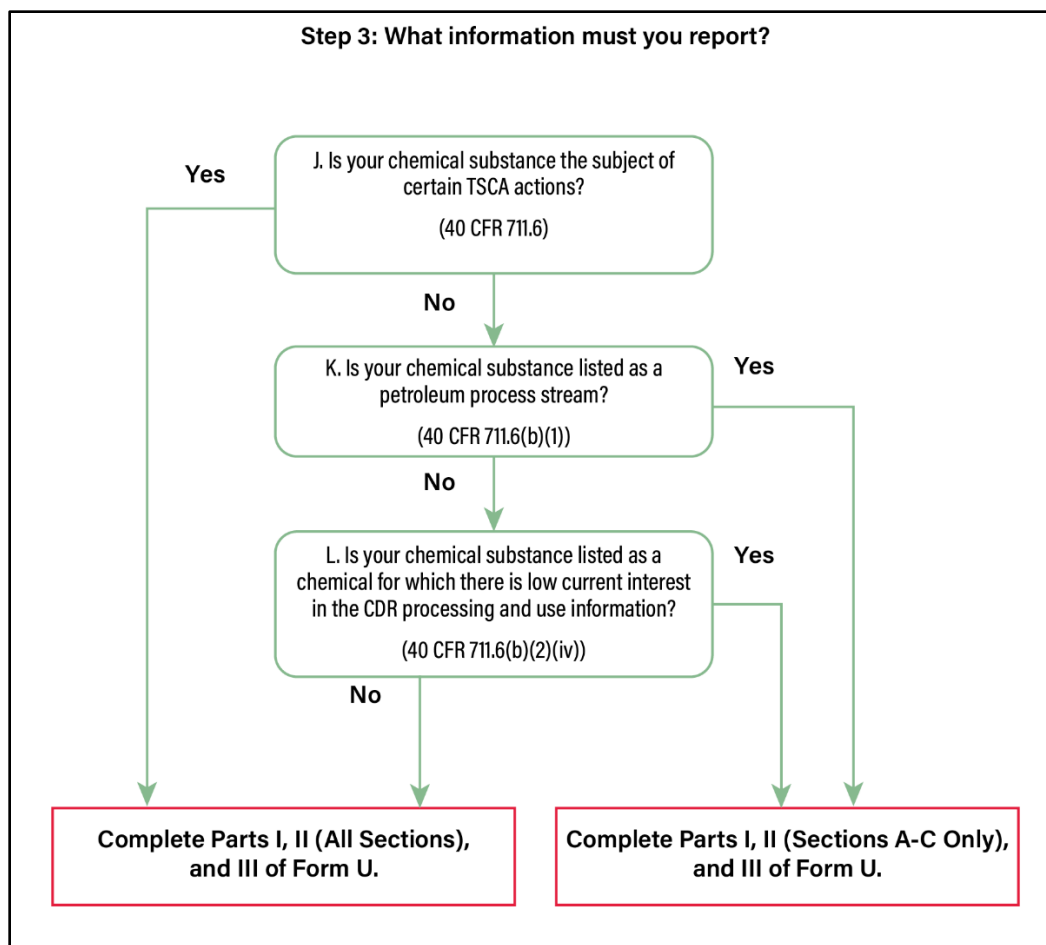 Step 3: What information must you report?
Yes
J. Is your chemical substance the subject of
certain TSCA actions?
(40 CFR 711.6)
No
K. Is your chemical substance listed as a
petroleum process stream?
(40 CFR 711.6(b)(1))
Yes
No
L. Is your chemical substance listed as a
chemical for which there is low current interest
in the CDR processing and use information?
(40 CFR 711.6(b)(2)(iv))
Yes
No
Complete Parts I, II (All Sections),
and III of Form U.
Complete Parts I, II (Sections A-C Only),
and III of Form U.